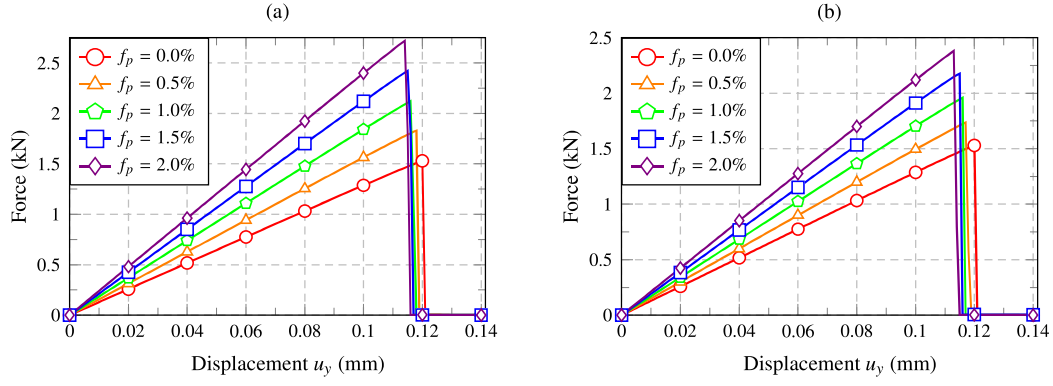 (a)
2.5
2
1.5
1
0.5
0
Force (kN)
f_p = 0.0%
f_p = 0.5%
f_p = 1.0%
f_p = 1.5%
f_p = 2.0%
0 0.02 0.04 0.06 0.08 0.1 0.12 0.14
Displacement u_y (mm)
(b)
2.5
2
1.5
1
0.5
0
Force (kN)
f_p = 0.0%
f_p = 0.5%
f_p = 1.0%
f_p = 1.5%
f_p = 2.0%
0 0.02 0.04 0.06 0.08 0.1 0.12 0.14
Displacement u_y (mm)